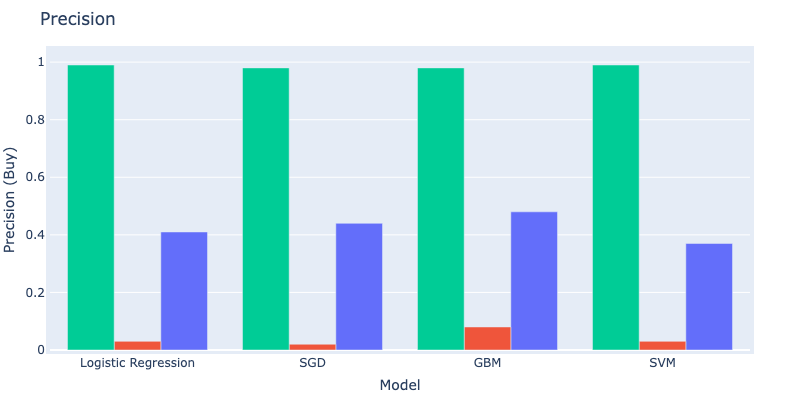 Precision
1
0.8
0.6
0.4
0.2
0
Precision (Buy)
Logistic Regression
SGD
GBM
SVM
Model